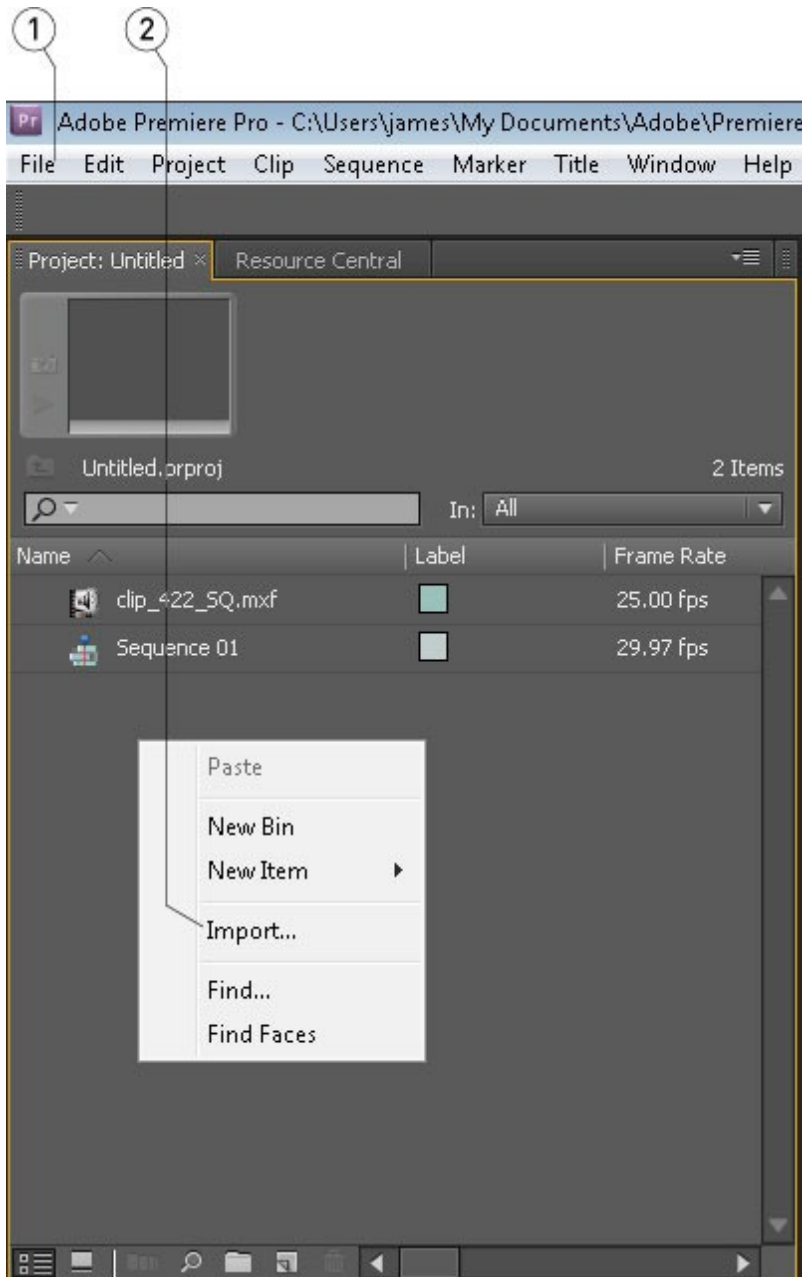 1 2
Pr Adobe Premiere Pro - C:\Users\james\My Documents\Adobe\Premiere
File Edit Project Clip Sequence Marker Title Window Help
Project: Untitled × Resource Central
Untitled.prproj 2 Items
In: All
Name Label Frame Rate
clip_422_SQ.mxf 25.00 fps
Sequence 01 29.97 fps
Paste
New Bin
New Item
Import...
Find...
Find Faces